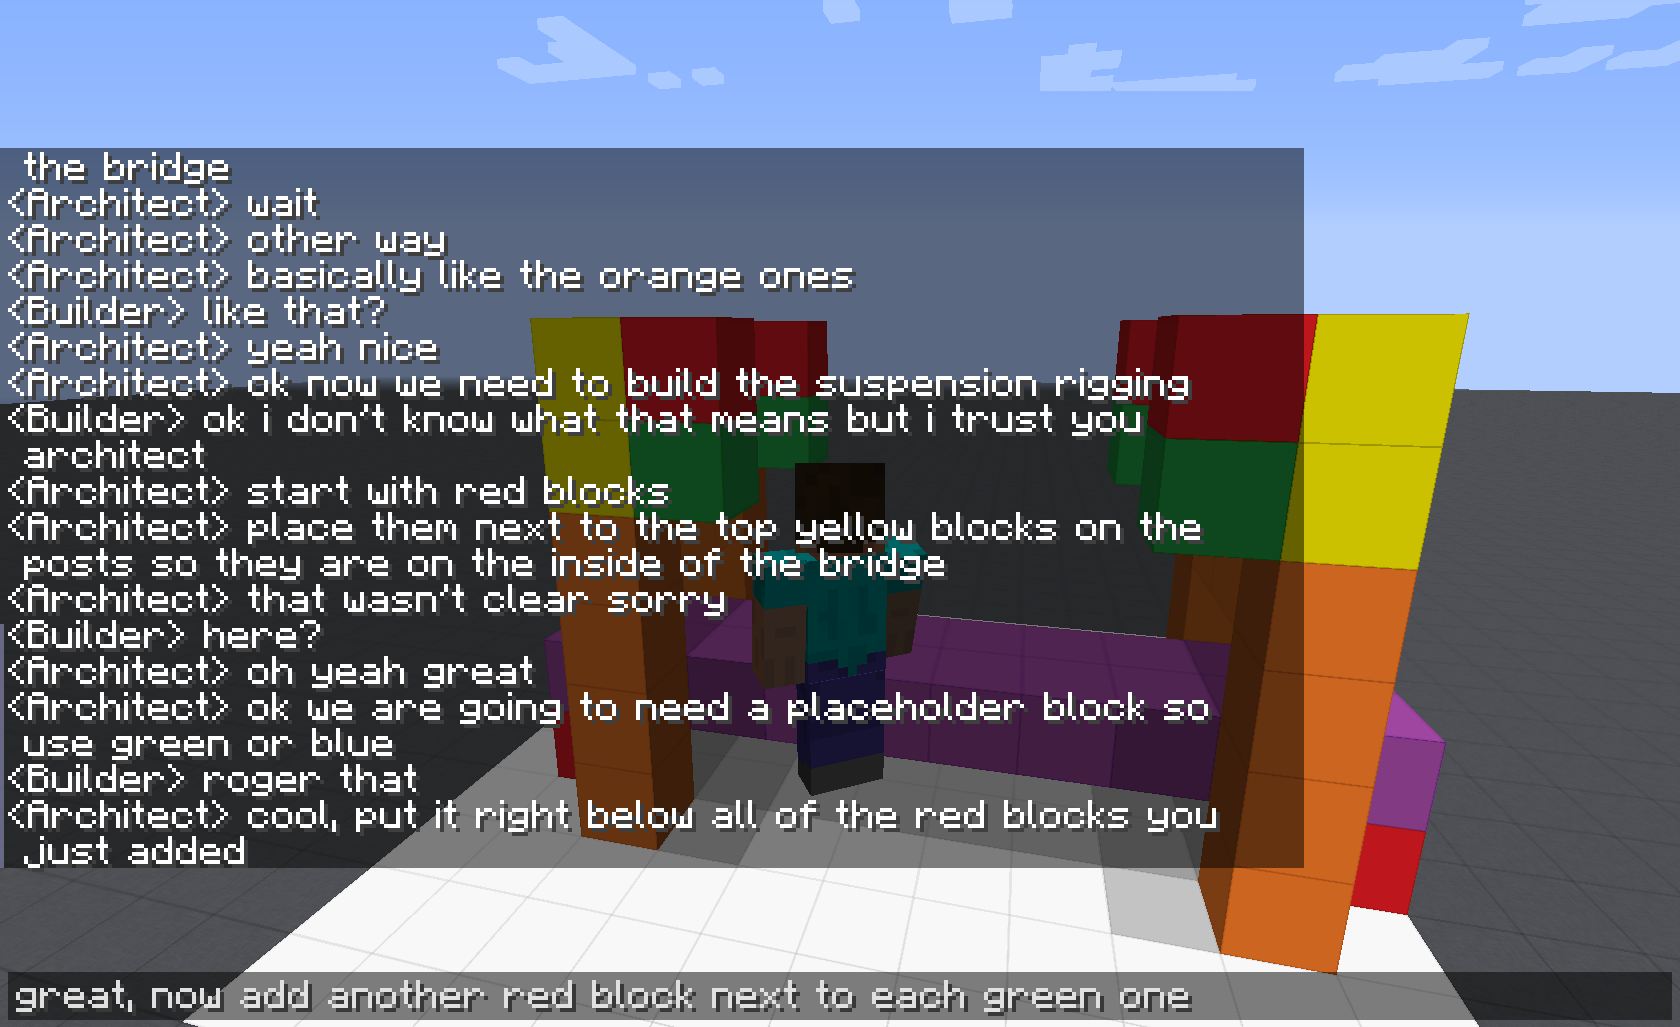 the bridge
<Architect> wait
<Architect> other way
<Architect> basically like the orange ones
<Builder> like that?
<Architect> yeah nice
<Architect> ok now we need to build the suspension rigging
<Builder> ok i don't know what that means but i trust you
architect
<Architect> start with red blocks
<Architect> place them next to the top yellow blocks on the
posts so they are on the inside of the bridge
<Architect> that wasn't clear sorry
<Builder> here?
<Architect> oh yeah great
<Architect> ok we are going to need a placeholder block so
use green or blue
<Builder> roger that
<Architect> cool, put it right below all of the red blocks you
just added
great, now add another red block next to each green one